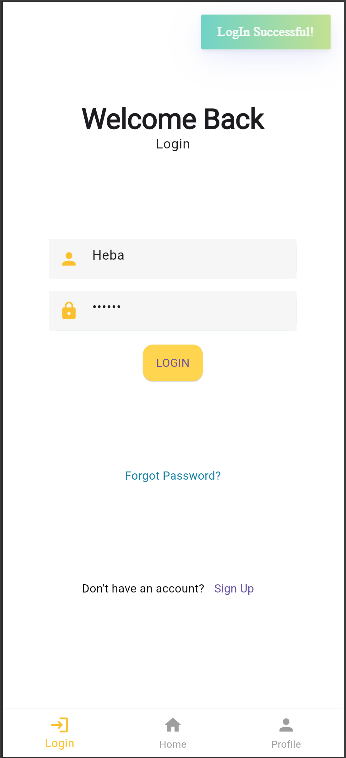 LogIn Successful!
Welcome Back
Login
Heba
••••••
LOGIN
Forgot Password?
Don't have an account? Sign Up
Login Home Profile